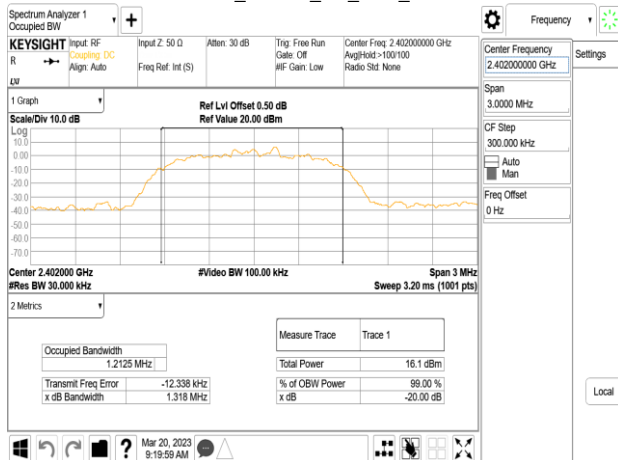 Spectrum Analyzer 1
Occupied BW
Frequency
KEYSIGHT
R
LXI
Input: RF
Coupling: DC
Align: Auto
Input Z: 50 Ω
Freq Ref: Int (S)
Atten: 30 dB
Trig: Free Run
Gate: Off
#IF Gain: Low
Center Freq: 2.402000000 GHz
Avg|Hold:>100/100
Radio Std: None
Center Frequency
2.402000000 GHz
Settings
Span
3.0000 MHz
CF Step
300.000 kHz
Auto
Man
Freq Offset
0 Hz
Local
1 Graph
Scale/Div 10.0 dB
Ref Lvl Offset 0.50 dB
Ref Value 20.00 dBm
Log
10.0
0.00
-10.0
-20.0
-30.0
-40.0
-50.0
-60.0
-70.0
Center 2.402000 GHz
#Res BW 30.000 kHz
#Video BW 100.00 kHz
Span 3 MHz
Sweep 3.20 ms (1001 pts)
2 Metrics
Measure Trace Trace 1
Occupied Bandwidth
1.2125 MHz
Total Power 16.1 dBm
Transmit Freq Error -12.338 kHz
% of OBW Power 99.00 %
x dB Bandwidth 1.318 MHz
x dB -20.00 dB
?
Mar 20, 2023
9:19:59 AM